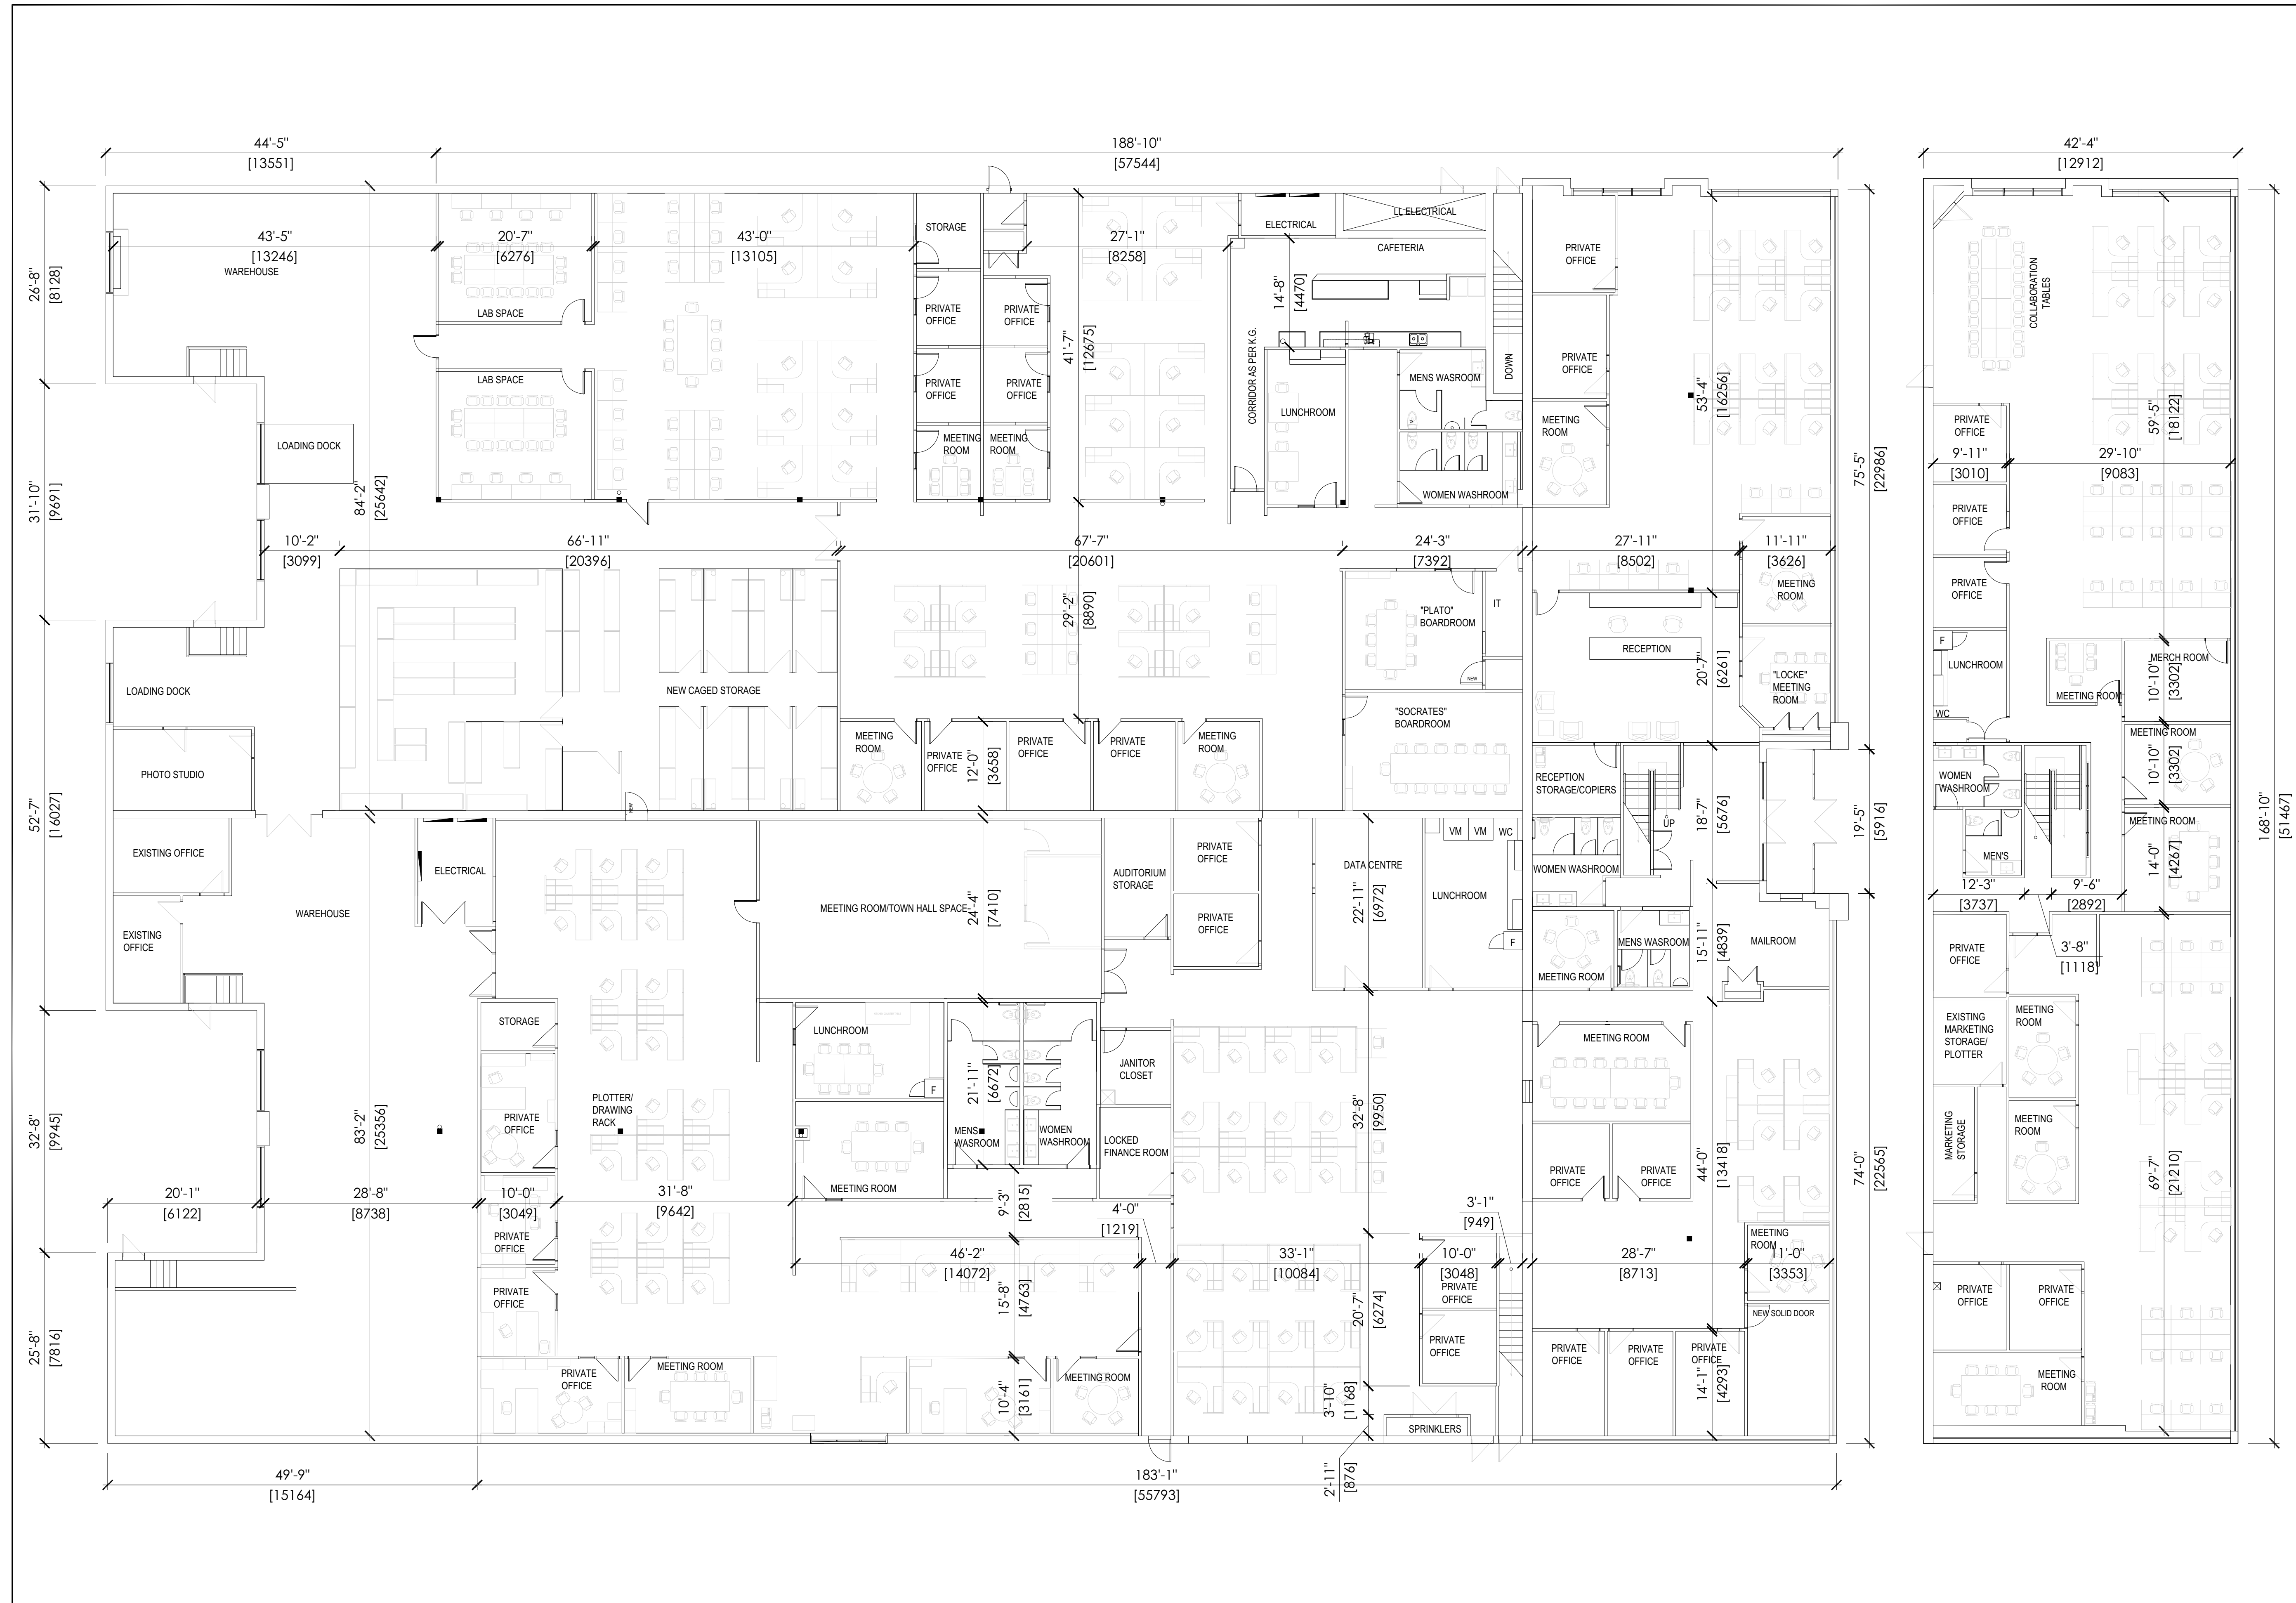 44'-5"
[13551]
188'-10"
[57544]
42'-4"
[12912]
26'-8"
[8128]
31'-10"
[9691]
52'-7"
[16027]
32'-8"
[9945]
25'-8"
[7816]
43'-5"
[13246]
WAREHOUSE
20'-7"
[6276]
43'-0"
[13105]
27'-1"
[8258]
LAB SPACE
LAB SPACE
STORAGE
PRIVATE
OFFICE
PRIVATE
OFFICE
PRIVATE
OFFICE
PRIVATE
OFFICE
MEETING
ROOM
MEETING
ROOM
41'-7"
[12675]
ELECTRICAL
LL ELECTRICAL
CAFETERIA
14'-8"
[4470]
CORRIDOR AS PER K.G.
LUNCHROOM
MENS WASROOM
WOMEN WASHROOM
DOWN
PRIVATE
OFFICE
PRIVATE
OFFICE
MEETING
ROOM
53'-4"
[16256]
75'-5"
[22986]
LOADING DOCK
84'-2"
[25642]
10'-2"
[3099]
66'-11"
[20396]
67'-7"
[20601]
24'-3"
[7392]
27'-11"
[8502]
11'-11"
[3626]
MEETING
ROOM
29'-2"
[8890]
"PLATO"
BOARDROOM
IT
NEW
RECEPTION
20'-7"
[6261]
"LOCKE"
MEETING
ROOM
LOADING DOCK
NEW CAGED STORAGE
"SOCRATES"
BOARDROOM
MEETING
ROOM
PRIVATE
OFFICE
12'-0"
[3658]
PRIVATE
OFFICE
PRIVATE
OFFICE
MEETING
ROOM
PHOTO STUDIO
NEW
RECEPTION
STORAGE/COPIERS
UP
18'-7"
[5676]
19'-5"
[5916]
EXISTING OFFICE
ELECTRICAL
WAREHOUSE
EXISTING
OFFICE
MEETING ROOM/TOWN HALL SPACE
24'-4"
[7410]
AUDITORIUM
STORAGE
PRIVATE
OFFICE
PRIVATE
OFFICE
DATA CENTRE
22'-11"
[6972]
VM
VM
WC
LUNCHROOM
F
WOMEN WASHROOM
MENS WASROOM
MEETING ROOM
15'-11"
[4839]
MAILROOM
STORAGE
LUNCHROOM
F
21'-11"
[6672]
JANITOR
CLOSET
MEETING ROOM
83'-2"
[25356]
PRIVATE
OFFICE
PLOTTER/
DRAWING
RACK
MENS
WASROOM
WOMEN
WASHROOM
LOCKED
FINANCE ROOM
32'-8"
[9950]
PRIVATE
OFFICE
PRIVATE
OFFICE
44'-0"
[13418]
74'-0"
[22565]
MEETING ROOM
20'-1"
[6122]
28'-8"
[8738]
10'-0"
[3049]
31'-8"
[9642]
9'-3"
[2815]
4'-0"
[1219]
3'-1"
[949]
PRIVATE
OFFICE
46'-2"
[14072]
33'-1"
[10084]
10'-0"
[3048]
28'-7"
[8713]
MEETING
ROOM
11'-0"
[3353]
PRIVATE
OFFICE
15'-8"
[4763]
20'-7"
[6274]
PRIVATE
OFFICE
PRIVATE
OFFICE
NEW SOLID DOOR
PRIVATE
OFFICE
PRIVATE
OFFICE
PRIVATE
OFFICE
14'-1"
[4293]
PRIVATE
OFFICE
MEETING ROOM
10'-4"
[3161]
MEETING ROOM
3'-10"
[1168]
SPRINKLERS
2'-11"
[876]
49'-9"
[15164]
183'-1"
[55793]
COLLABORATION
TABLES
59'-5"
[18122]
PRIVATE
OFFICE
9'-11"
[3010]
29'-10"
[9083]
PRIVATE
OFFICE
PRIVATE
OFFICE
F
LUNCHROOM
WC
MERCH ROOM
10'-10"
[3302]
MEETING ROOM
MEETING ROOM
10'-10"
[3302]
WOMEN
WASHROOM
MEETING ROOM
14'-0"
[4267]
MEN'S
12'-3"
[3737]
9'-6"
[2892]
3'-8"
[1118]
168'-10"
[51467]
PRIVATE
OFFICE
EXISTING
MARKETING
STORAGE/
PLOTTER
MEETING
ROOM
MARKETING
STORAGE
MEETING
ROOM
69'-7"
[21210]
PRIVATE
OFFICE
PRIVATE
OFFICE
MEETING
ROOM